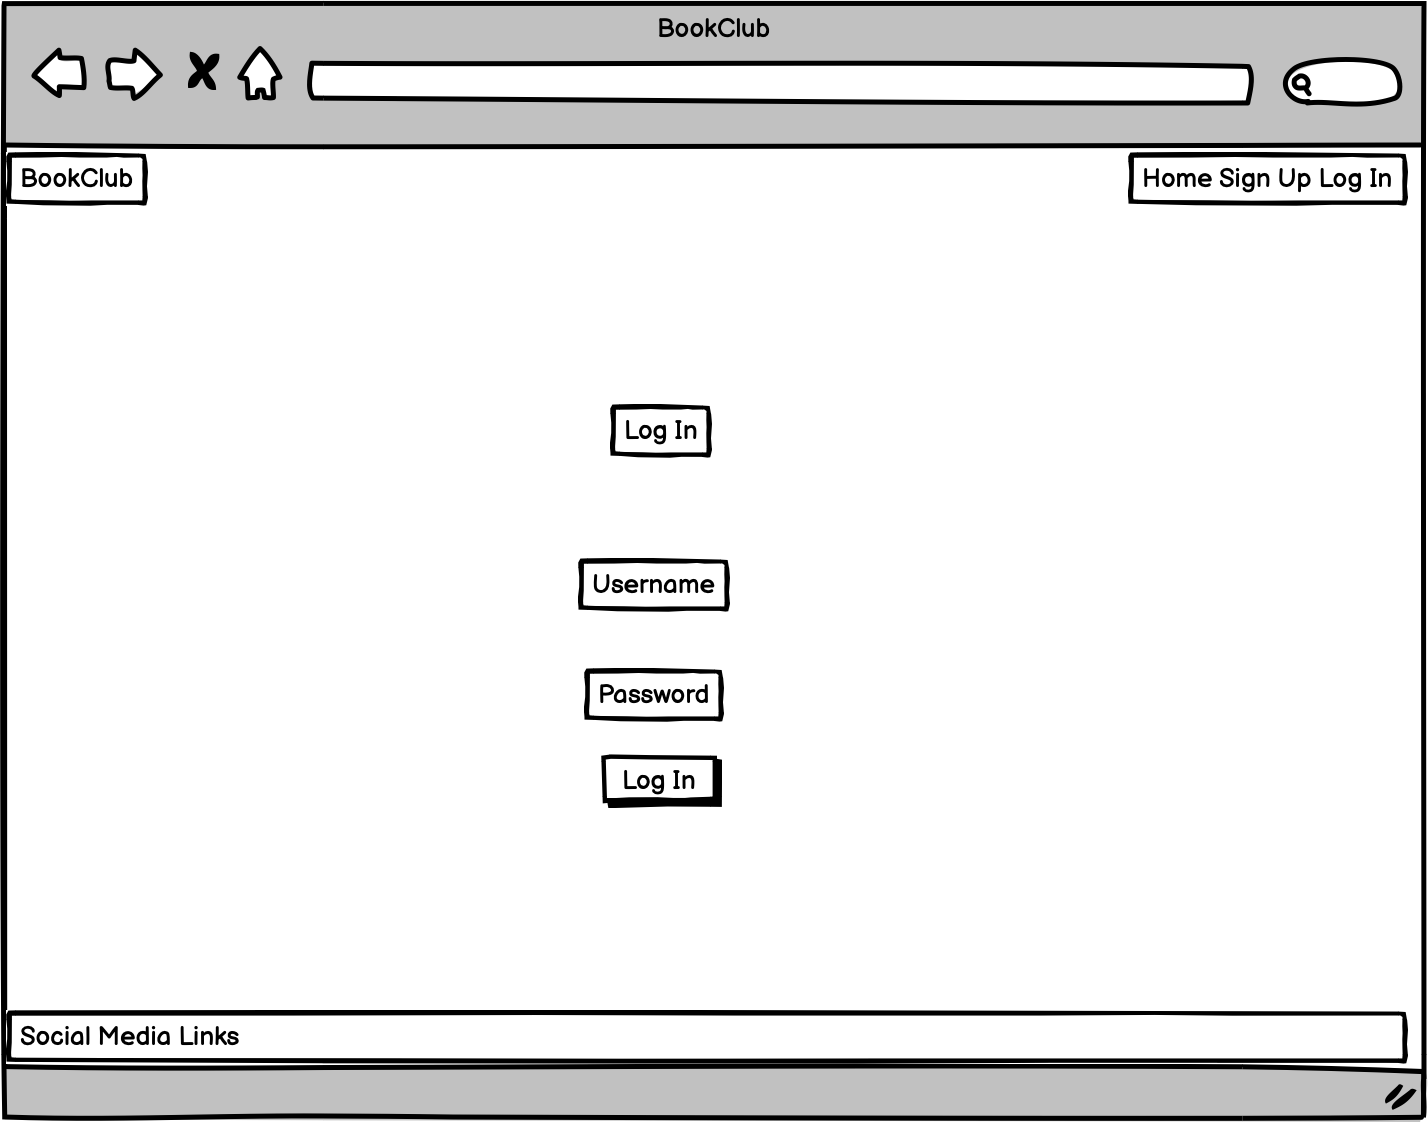 BookClub
BookClub
Home Sign Up Log In
Log In
Username
Password
Log In
Social Media Links